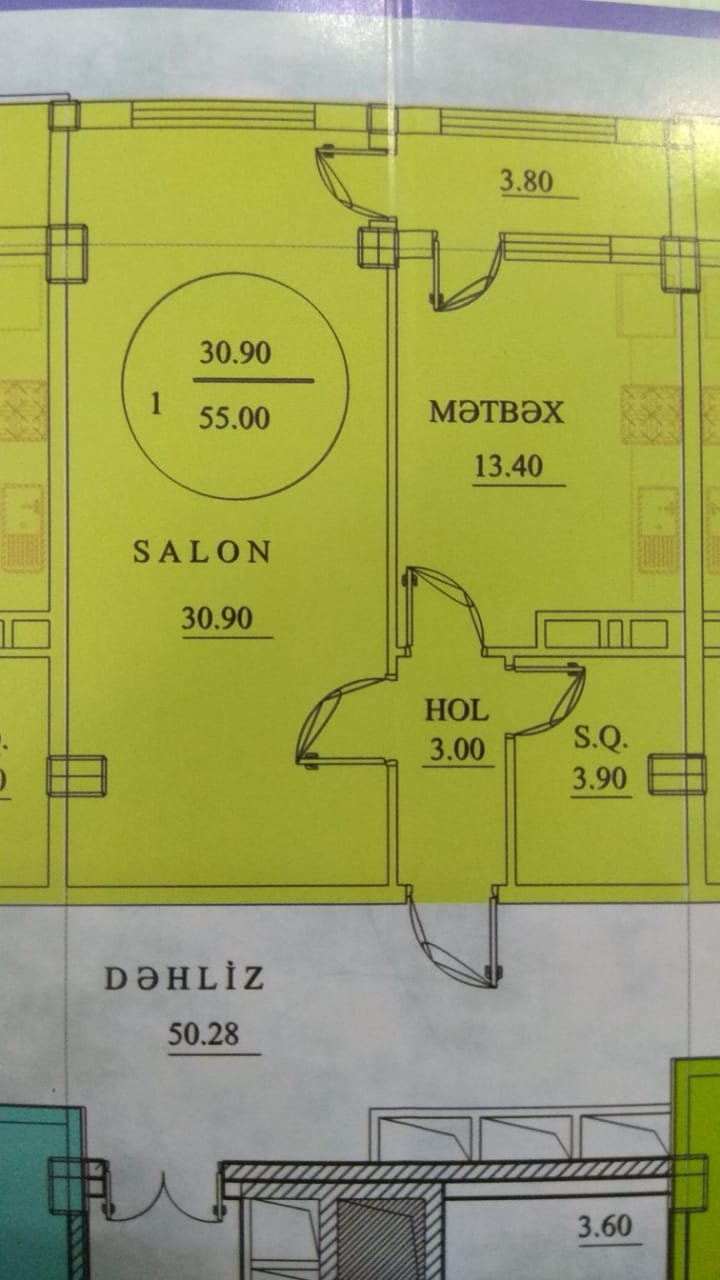 3.80
30.90
1
55.00
MƏTBƏX
13.40
SALON
30.90
HOL
3.00
S.Q.
3.90
DƏHLİZ
50.28
3.60